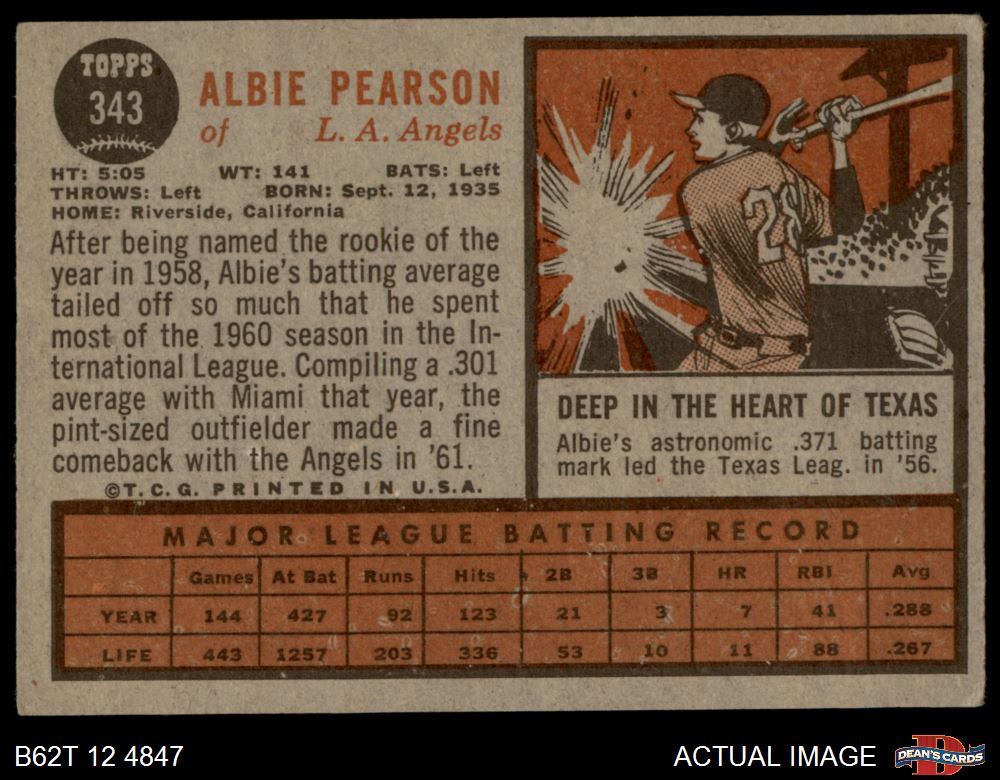 TOPPS
343
ALBIE PEARSON
of L. A. Angels
HT: 5:05 WT: 141 BATS: Left
THROWS: Left BORN: Sept. 12, 1935
HOME: Riverside, California
After being named the rookie of the
year in 1958, Albie's batting average
tailed off so much that he spent
most of the 1960 season in the In-
ternational League. Compiling a .301
average with Miami that year, the
pint-sized outfielder made a fine
comeback with the Angels in '61.
©T. C. G. PRINTED IN U.S.A.
28
DEEP IN THE HEART OF TEXAS
Albie's astronomic .371 batting
mark led the Texas Leag. in '56.
MAJOR LEAGUE BATTING RECORD
Games At Bat Runs Hits 2B 3B HR RBI Avg
YEAR 144 427 92 123 21 3 7 41 .288
LIFE 443 1257 203 336 53 10 11 88 .267
B62T 12 4847
ACTUAL IMAGE
D
DEAN'S CARDS